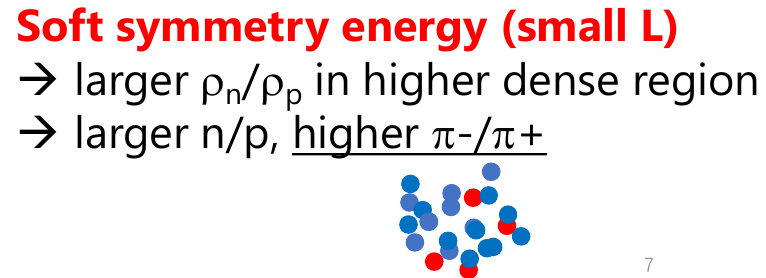 Soft symmetry energy (small L)
→ larger ρn/ρp in higher dense region
→ larger n/p, higher π-/π+
7